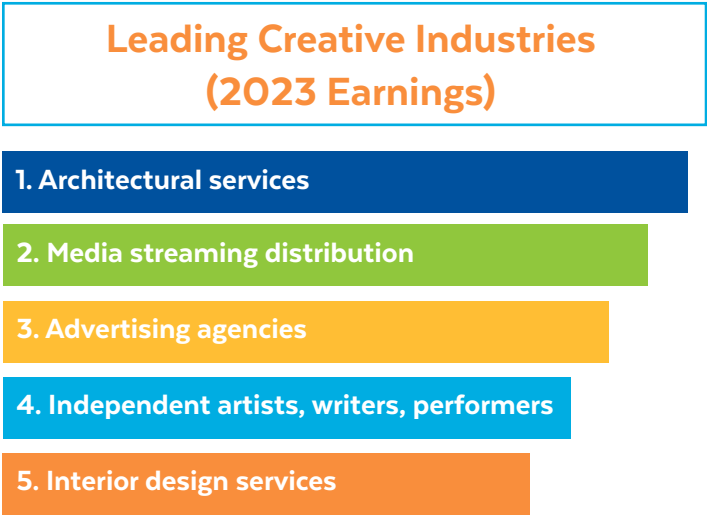 Leading Creative Industries
(2023 Earnings)
1. Architectural services
2. Media streaming distribution
3. Advertising agencies
4. Independent artists, writers, performers
5. Interior design services